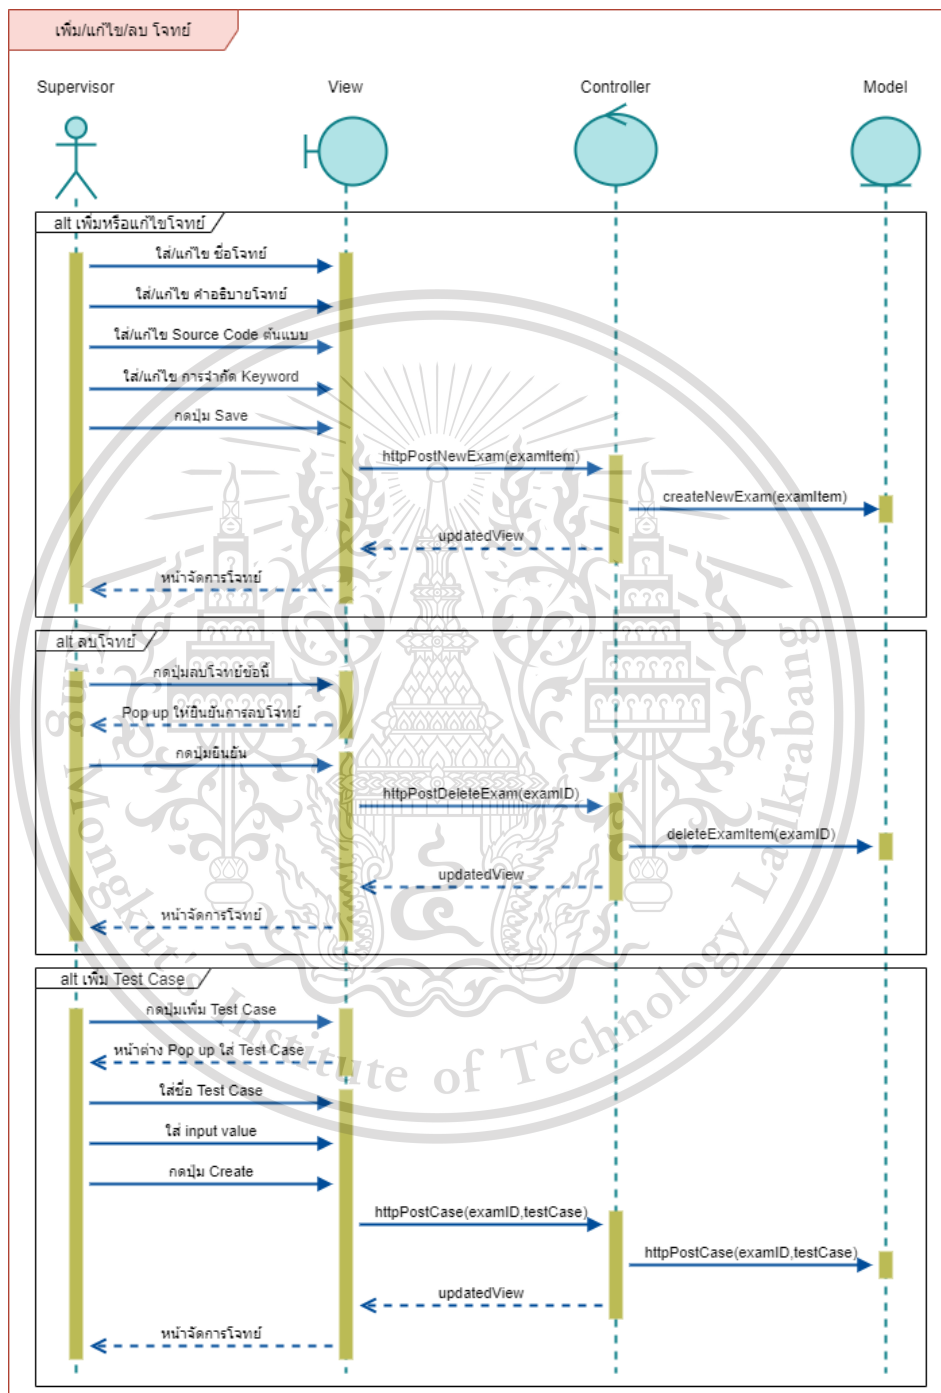 เพิ่ม/แก้ไข/ลบ โจทย์
Supervisor
View
Controller
Model
alt เพิ่มหรือแก้ไขโจทย์
ใส่/แก้ไข ชื่อโจทย์
ใส่/แก้ไข คำอธิบายโจทย์
ใส่/แก้ไข Source Code ต้นแบบ
ใส่/แก้ไข การจำกัด Keyword
กดปุ่ม Save
httpPostNewExam(examItem)
createNewExam(examItem)
updatedView
หน้าจัดการโจทย์
alt ลบโจทย์
กดปุ่มลบโจทย์ข้อนี้
Pop up ให้ยืนยันการลบโจทย์
กดปุ่มยืนยัน
httpPostDeleteExam(examID)
deleteExamItem(examID)
updatedView
หน้าจัดการโจทย์
alt เพิ่ม Test Case
กดปุ่มเพิ่ม Test Case
หน้าต่าง Pop up ใส่ Test Case
ใส่ชื่อ Test Case
ใส่ input value
กดปุ่ม Create
httpPostCase(examID,testCase)
httpPostCase(examID,testCase)
updatedView
หน้าจัดการโจทย์
King Mongkut's Institute of Technology Ladkrabang